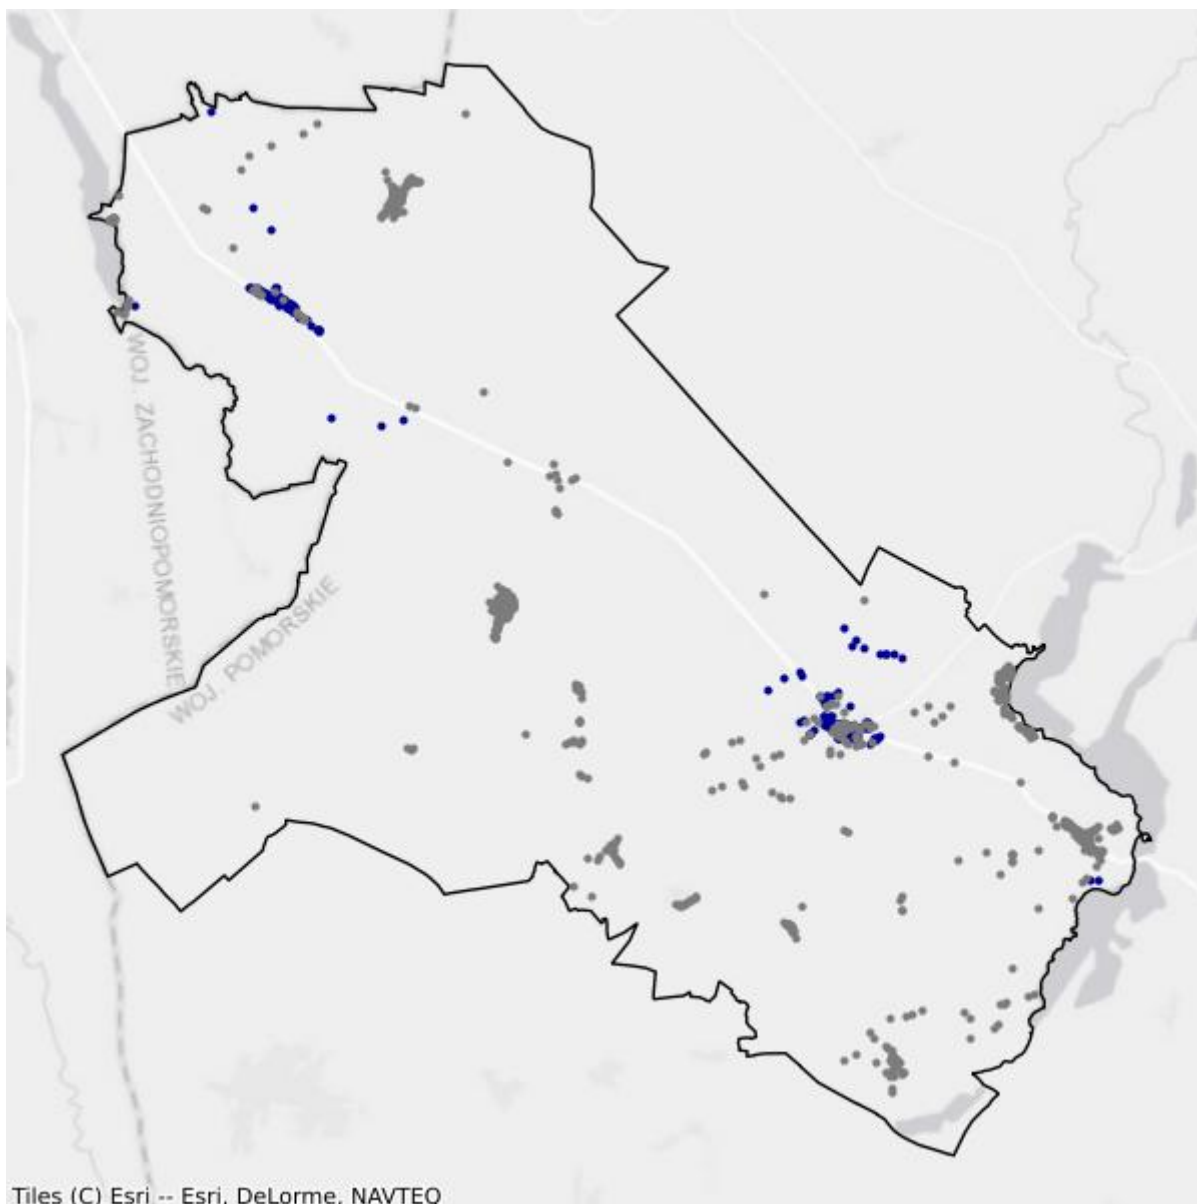 WOJ. ZACHODNIOPOMORSKIE
WOJ. POMORSKIE
Tiles (C) Esri -- Esri, DeLorme, NAVTEQ